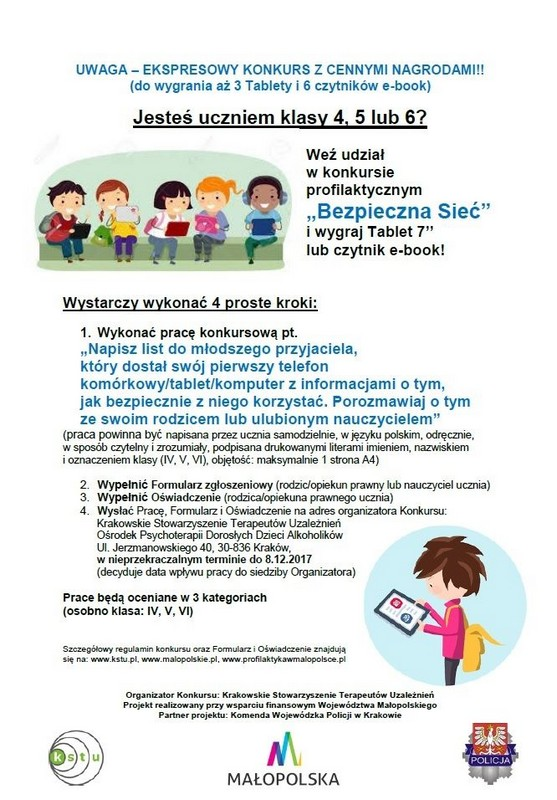 UWAGA – EKSPRESOWY KONKURS Z CENNYMI NAGRODAMI!!
(do wygrania aż 3 Tablety i 6 czytników e-book)
Jesteś uczniem klasy 4, 5 lub 6?
Weź udział
w konkursie
profilaktycznym
„Bezpieczna Sieć”
i wygraj Tablet 7’’
lub czytnik e-book!
Wystarczy wykonać 4 proste kroki:
1. Wykonać pracę konkursową pt.
„Napisz list do młodszego przyjaciela,
który dostał swój pierwszy telefon
komórkowy/tablet/komputer z informacjami o tym,
jak bezpiecznie z niego korzystać. Porozmawiaj o tym
ze swoim rodzicem lub ulubionym nauczycielem”
(praca powinna być napisana przez ucznia samodzielnie, w języku polskim, odręcznie,
w sposób czytelny i zrozumiały, podpisana drukowanymi literami imieniem, nazwiskiem
i oznaczeniem klasy (IV, V, VI), objętość: maksymalnie 1 strona A4)
2. Wypełnić Formularz zgłoszeniowy (rodzic/opiekun prawny lub nauczyciel ucznia)
3. Wypełnić Oświadczenie (rodzica/opiekuna prawnego ucznia)
4. Wysłać Pracę, Formularz i Oświadczenie na adres organizatora Konkursu:
Krakowskie Stowarzyszenie Terapeutów Uzależnień
Ośrodek Psychoterapii Dorosłych Dzieci Alkoholików
Ul. Jerzmanowskiego 40, 30-836 Kraków,
w nieprzekraczalnym terminie do 8.12.2017
(decyduje data wpływu pracy do siedziby Organizatora)
Prace będą oceniane w 3 kategoriach
(osobno klasa: IV, V, VI)
Szczegółowy regulamin konkursu oraz Formularz i Oświadczenie znajdują
się na: www.kstu.pl, www.malopolskie.pl, www.profilaktykawmalopolsce.pl
Organizator Konkursu: Krakowskie Stowarzyszenie Terapeutów Uzależnień
Projekt realizowany przy wsparciu finansowym Województwa Małopolskiego
Partner projektu: Komenda Wojewódzka Policji w Krakowie
kstu
MAŁOPOLSKA
POLICJA